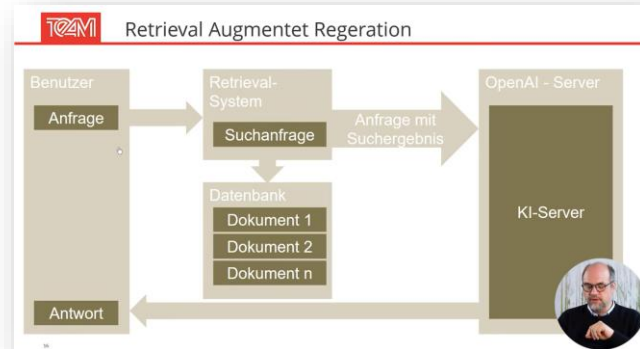 TEAM
Retrieval Augmentet Regeration
Benutzer
Anfrage
Antwort
Retrieval-
System
Suchanfrage
Anfrage mit
Suchergebnis
Datenbank
Dokument 1
Dokument 2
Dokument n
OpenAI - Server
KI-Server